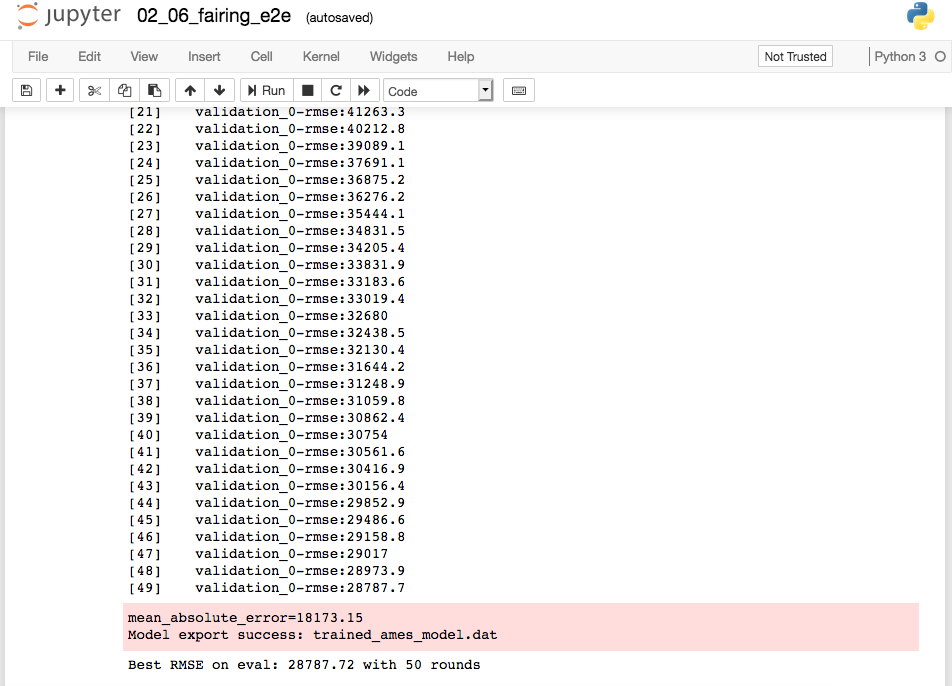 jupyter 02_06_fairing_e2e (autosaved)
File Edit View Insert Cell Kernel Widgets Help Not Trusted Python 3
Run Code
[21] validation_0-rmse:41263.3
[22] validation_0-rmse:40212.8
[23] validation_0-rmse:39089.1
[24] validation_0-rmse:37691.1
[25] validation_0-rmse:36875.2
[26] validation_0-rmse:36276.2
[27] validation_0-rmse:35444.1
[28] validation_0-rmse:34831.5
[29] validation_0-rmse:34205.4
[30] validation_0-rmse:33831.9
[31] validation_0-rmse:33183.6
[32] validation_0-rmse:33019.4
[33] validation_0-rmse:32680
[34] validation_0-rmse:32438.5
[35] validation_0-rmse:32130.4
[36] validation_0-rmse:31644.2
[37] validation_0-rmse:31248.9
[38] validation_0-rmse:31059.8
[39] validation_0-rmse:30862.4
[40] validation_0-rmse:30754
[41] validation_0-rmse:30561.6
[42] validation_0-rmse:30416.9
[43] validation_0-rmse:30156.4
[44] validation_0-rmse:29852.9
[45] validation_0-rmse:29486.6
[46] validation_0-rmse:29158.8
[47] validation_0-rmse:29017
[48] validation_0-rmse:28973.9
[49] validation_0-rmse:28787.7
mean_absolute_error=18173.15
Model export success: trained_ames_model.dat
Best RMSE on eval: 28787.72 with 50 rounds